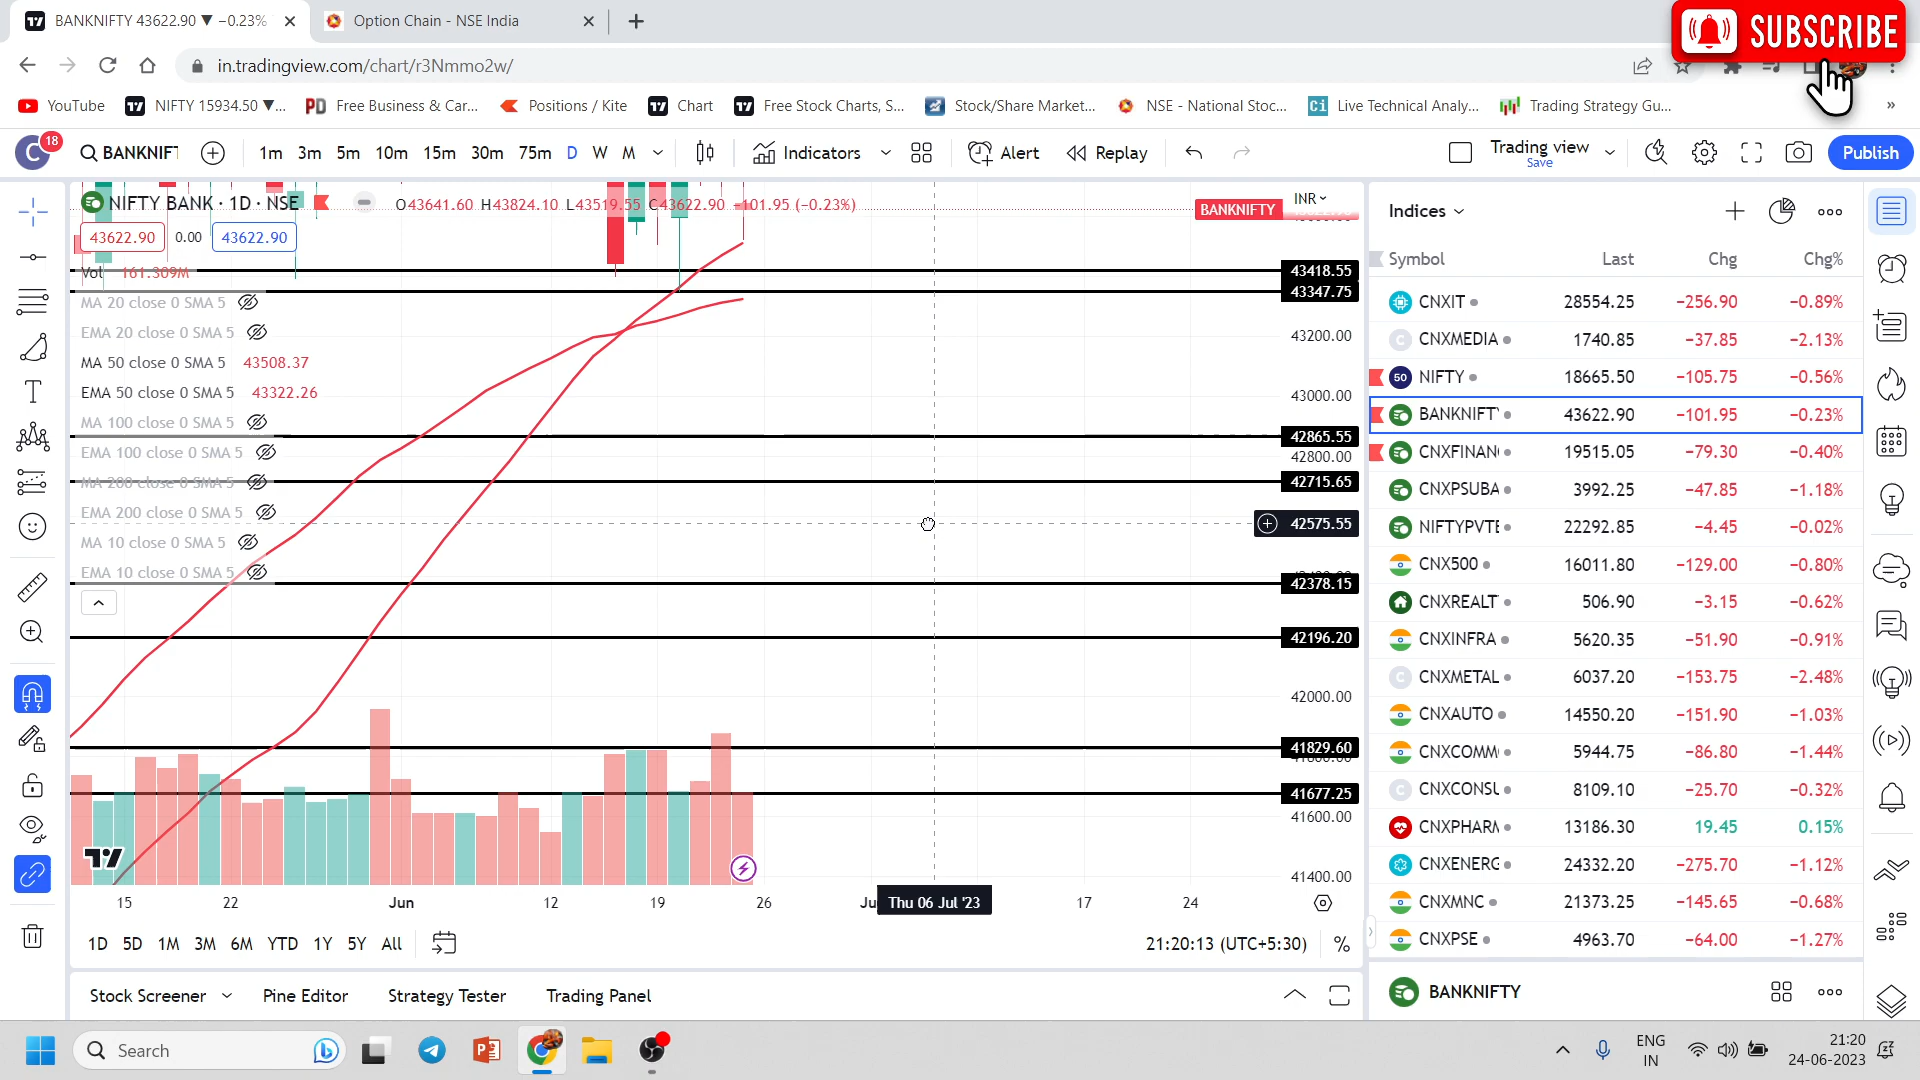 BANKNIFTY 43622.90 ▼ −0.23%
Option Chain - NSE India
SUBSCRIBE
in.tradingview.com/chart/r3Nmmo2w/
YouTube
NIFTY 15934.50 ▼...
Free Business & Car...
Positions / Kite
Chart
Free Stock Charts, S...
Stock/Share Market...
NSE - National Stoc...
Live Technical Analy...
Trading Strategy Gu...
»
C 18
BANKNIFT
1m 3m 5m 10m 15m 30m 75m D W M
Indicators
Alert
Replay
Trading view
Save
Publish
NIFTY BANK · 1D · NSE
O43641.60 H43824.10 L43519.55 C43622.90 −101.95 (−0.23%)
BANKNIFTY
INR
43622.90 0.00 43622.90
Vol 161.309M
MA 20 close 0 SMA 5
EMA 20 close 0 SMA 5
MA 50 close 0 SMA 5 43508.37
EMA 50 close 0 SMA 5 43322.26
MA 100 close 0 SMA 5
EMA 100 close 0 SMA 5
MA 200 close 0 SMA 5
EMA 200 close 0 SMA 5
MA 10 close 0 SMA 5
EMA 10 close 0 SMA 5
43418.55
43347.75
43200.00
43000.00
42865.55
42800.00
42715.65
42575.55
42378.15
42196.20
42000.00
41829.60
41677.25
41600.00
41400.00
15 22 Jun 12 19 26 Thu 06 Jul '23 17 24
1D 5D 1M 3M 6M YTD 1Y 5Y All
21:20:13 (UTC+5:30) %
Stock Screener
Pine Editor
Strategy Tester
Trading Panel
Indices
Symbol Last Chg Chg%
CNXIT 28554.25 −256.90 −0.89%
CNXMEDIA 1740.85 −37.85 −2.13%
50 NIFTY 18665.50 −105.75 −0.56%
BANKNIFTY 43622.90 −101.95 −0.23%
CNXFINAN 19515.05 −79.30 −0.40%
CNXPSUBA 3992.25 −47.85 −1.18%
NIFTYPVTE 22292.85 −4.45 −0.02%
CNX500 16011.80 −129.00 −0.80%
CNXREALT 506.90 −3.15 −0.62%
CNXINFRA 5620.35 −51.90 −0.91%
CNXMETAL 6037.20 −153.75 −2.48%
CNXAUTO 14550.20 −151.90 −1.03%
CNXCOMM 5944.75 −86.80 −1.44%
CNXCONSU 8109.10 −25.70 −0.32%
CNXPHARM 13186.30 19.45 0.15%
CNXENERG 24332.20 −275.70 −1.12%
CNXMNC 21373.25 −145.65 −0.68%
CNXPSE 4963.70 −64.00 −1.27%
BANKNIFTY
Search
ENG
IN
21:20
24-06-2023